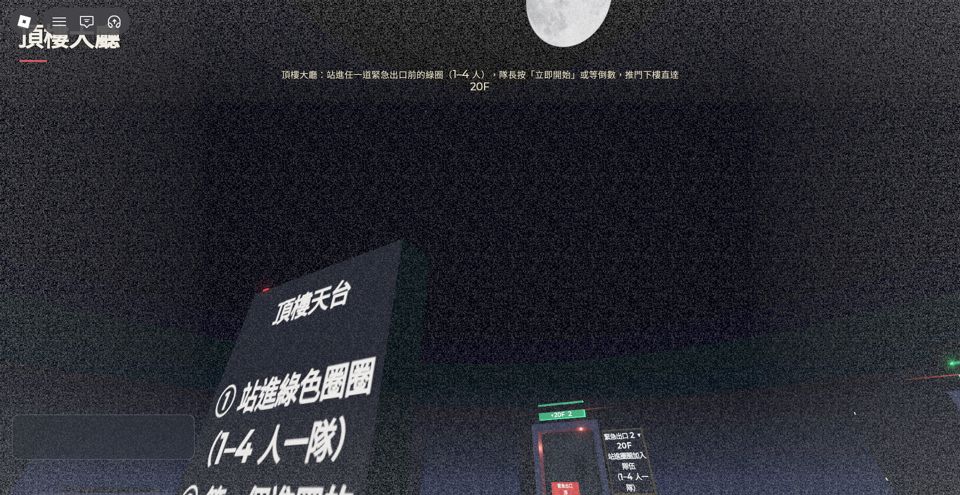 頂樓大廳
頂樓大廳：站進任一道緊急出口前的綠圈（1–4 人），隊長按「立即開始」或等倒數，推門下樓直達
20F
頂樓天台
① 站進綠色圈圈
（1–4 人一隊）
20F 2
緊急出口 2
20F
站進圈圈加入
隊伍
（1–4 人一
隊）
緊急出口